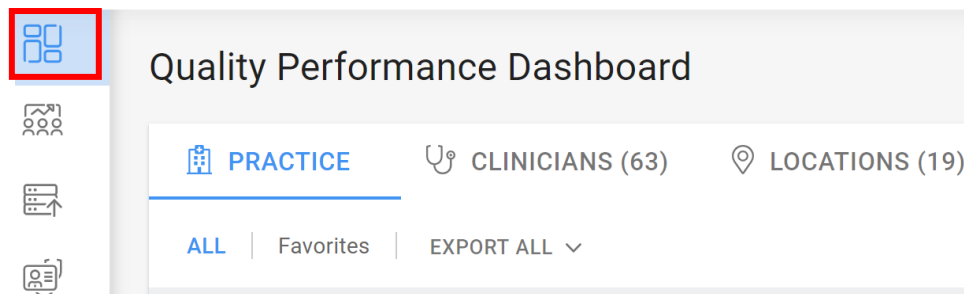 Quality Performance Dashboard
PRACTICE CLINICIANS (63) LOCATIONS (19)
ALL Favorites EXPORT ALL